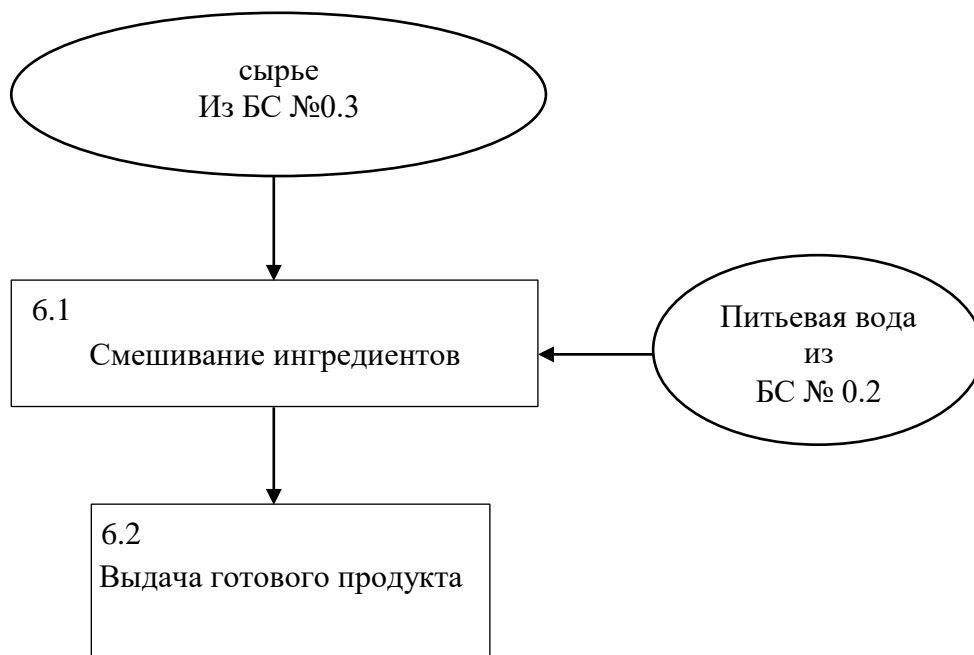 сырье
Из БС №0.3
6.1
Смешивание ингредиентов
Питьевая вода
из
БС № 0.2
6.2
Выдача готового продукта